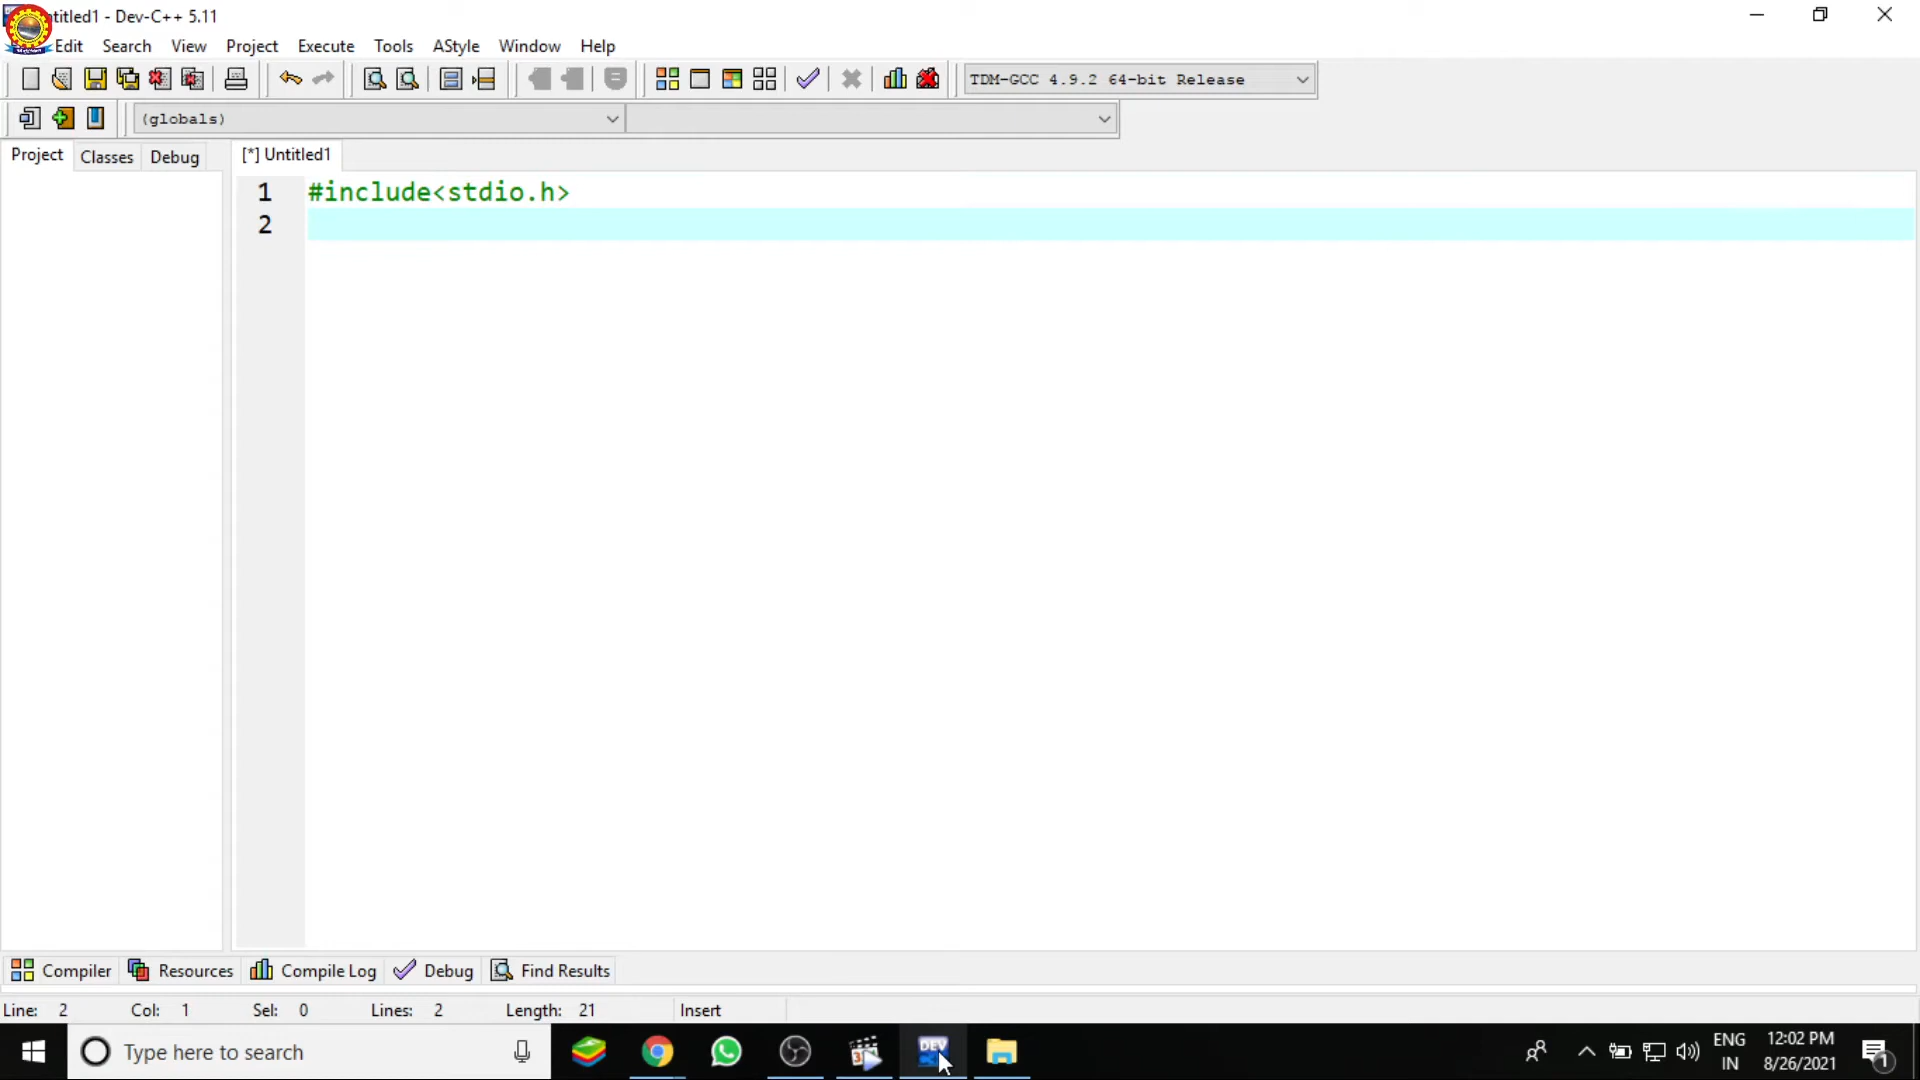 Untitled1 - Dev-C++ 5.11
Edit Search View Project Execute Tools AStyle Window Help
TDM-GCC 4.9.2 64-bit Release
(globals)
Project Classes Debug [*] Untitled1
1 #include<stdio.h>
2
Compiler Resources Compile Log Debug Find Results
Line: 2 Col: 1 Sel: 0 Lines: 2 Length: 21 Insert
Type here to search
DEV
ENG
IN
12:02 PM
8/26/2021
1